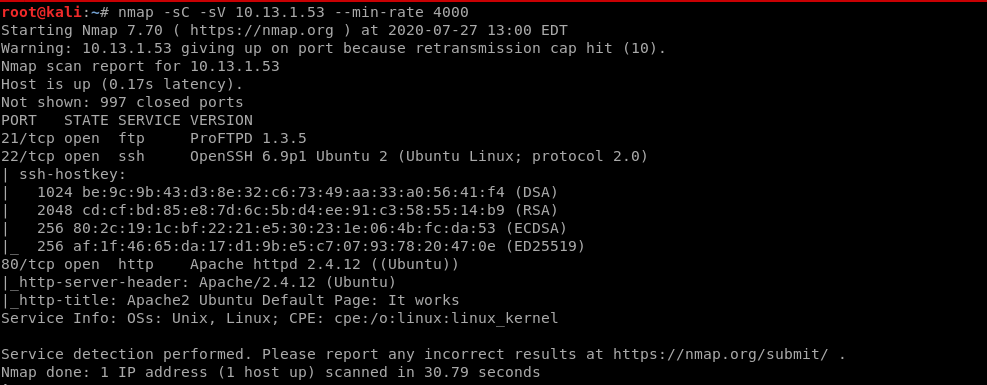 root@kali:~# nmap -sC -sV 10.13.1.53 --min-rate 4000
Starting Nmap 7.70 ( https://nmap.org ) at 2020-07-27 13:00 EDT
Warning: 10.13.1.53 giving up on port because retransmission cap hit (10).
Nmap scan report for 10.13.1.53
Host is up (0.17s latency).
Not shown: 997 closed ports
PORT   STATE SERVICE VERSION
21/tcp open  ftp     ProFTPD 1.3.5
22/tcp open  ssh     OpenSSH 6.9p1 Ubuntu 2 (Ubuntu Linux; protocol 2.0)
| ssh-hostkey:
|   1024 be:9c:9b:43:d3:8e:32:c6:73:49:aa:33:a0:56:41:f4 (DSA)
|   2048 cd:cf:bd:85:e8:7d:6c:5b:d4:ee:91:c3:58:55:14:b9 (RSA)
|   256 80:2c:19:1c:bf:22:21:e5:30:23:1e:06:4b:fc:da:53 (ECDSA)
|_  256 af:1f:46:65:da:17:d1:9b:e5:c7:07:93:78:20:47:0e (ED25519)
80/tcp open  http    Apache httpd 2.4.12 ((Ubuntu))
|_http-server-header: Apache/2.4.12 (Ubuntu)
|_http-title: Apache2 Ubuntu Default Page: It works
Service Info: OSs: Unix, Linux; CPE: cpe:/o:linux:linux_kernel

Service detection performed. Please report any incorrect results at https://nmap.org/submit/ .
Nmap done: 1 IP address (1 host up) scanned in 30.79 seconds